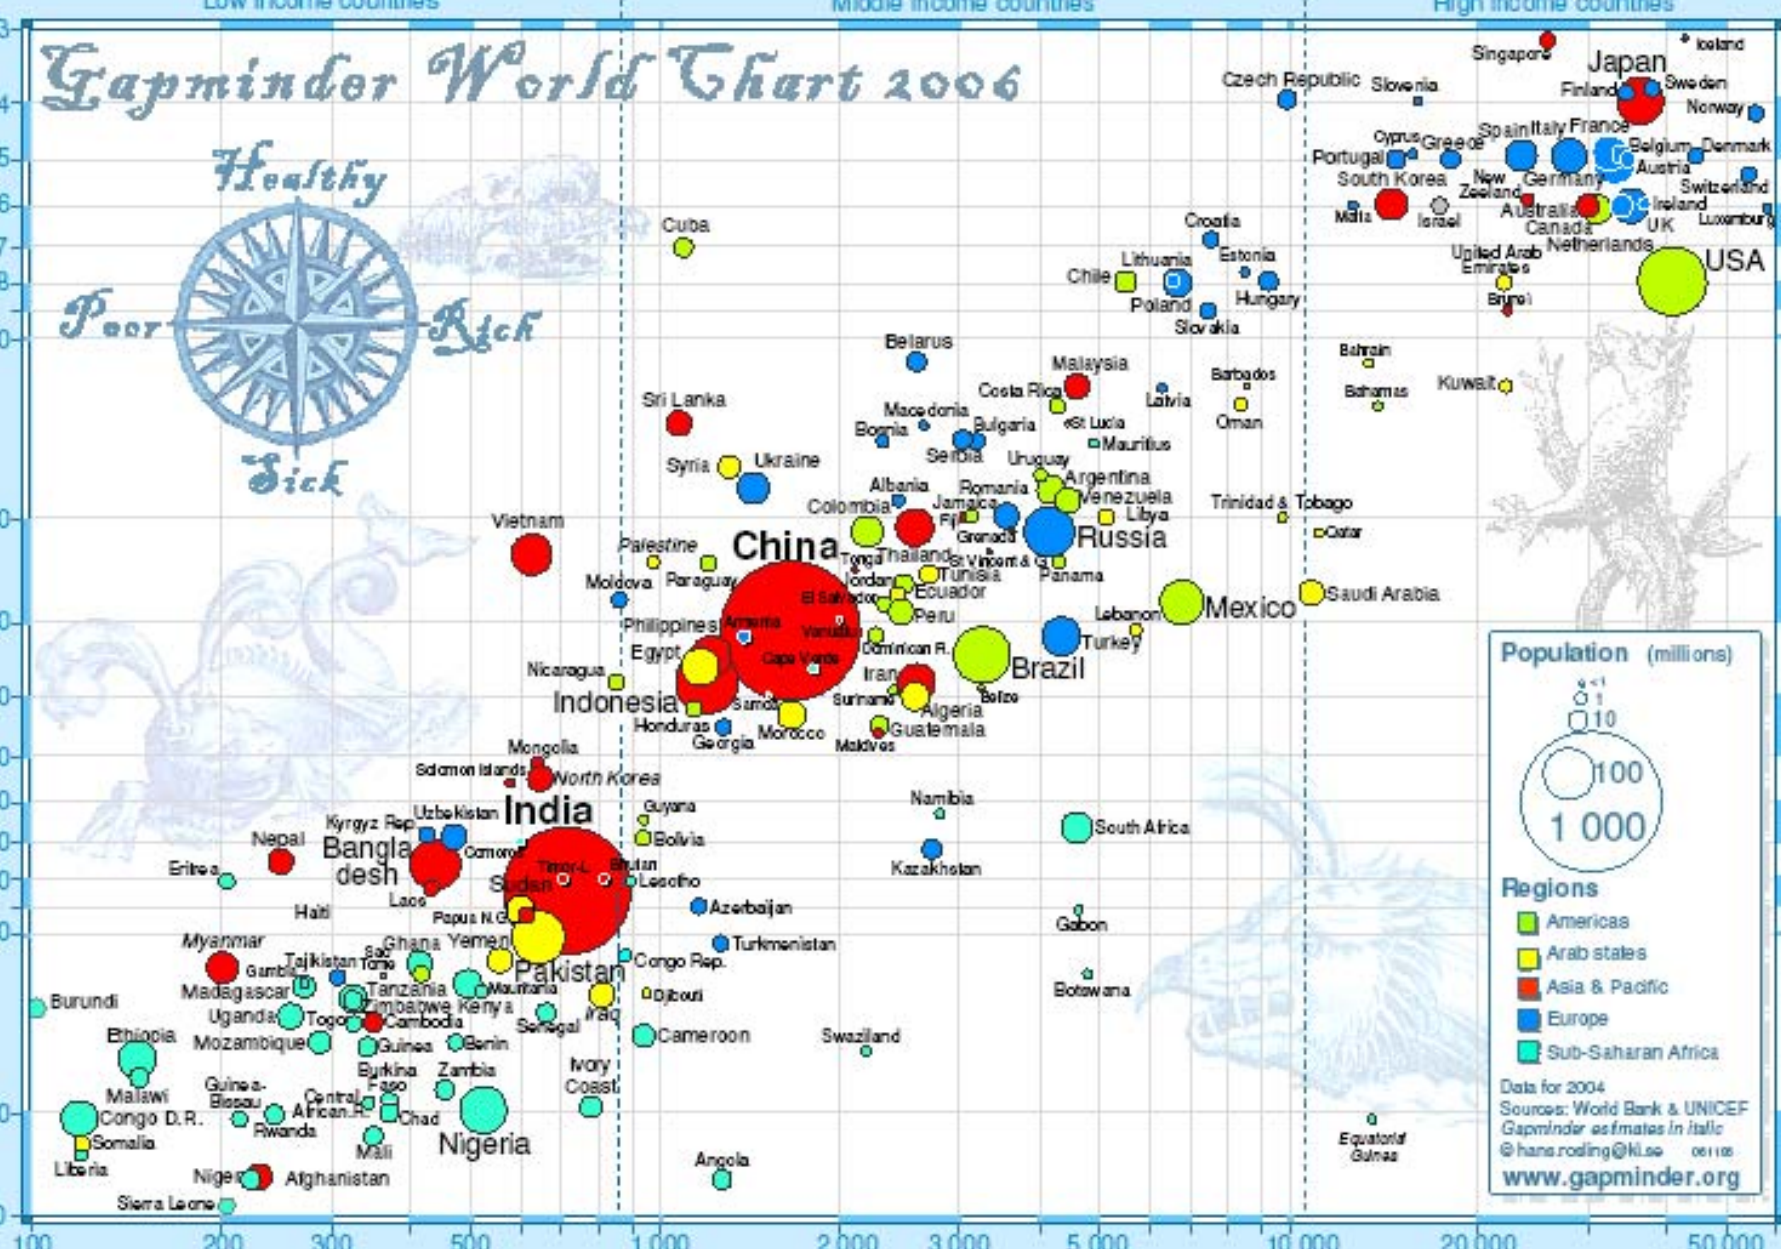 Low income countries
Middle income countries
High income countries
Gapminder World Chart 2006
Healthy
Poor
Rich
Sick
Singapore
Iceland
Japan
Czech Republic
Slovenia
Finland
Sweden
Norway
Cyprus
Greece
Spain
Italy
France
Portugal
Belgium
Denmark
Austria
South Korea
New
Zeeland
Germany
Switzerland
Malta
Israel
Australia
Canada
Ireland
UK
Luxemburg
Netherlands
Cuba
Croatia
Estonia
Lithuania
Chile
Poland
Hungary
Slovakia
United Arab
Emirates
Brunei
USA
Belarus
Malaysia
Costa Rica
Latvia
Barbados
Oman
Bahrain
Bahamas
Kuwait
Sri Lanka
Macedonia
Bosnia
Bulgaria
Serbia
St Lucia
Mauritius
Syria
Ukraine
Uruguay
Argentina
Albania
Romania
Venezuela
Colombia
Jamaica
Fiji
Libya
Trinidad & Tobago
Vietnam
Qatar
Palestine
China
Thailand
Tonga
Grenada
Russia
St Vincent & G
Moldova
Paraguay
Jordan
Tunisia
Panama
El Salvador
Ecuador
Peru
Lebanon
Mexico
Saudi Arabia
Philippines
Armenia
Vanuatu
Dominican R.
Turkey
Egypt
Cape Verde
Nicaragua
Iran
Brazil
Indonesia
Samoa
Suriname
Belize
Algeria
Honduras
Georgia
Morocco
Maldives
Guatemala
Mongolia
Solomon Islands
North Korea
India
Guyana
Bolivia
Namibia
South Africa
Kazakhstan
Kyrgyz Rep.
Uzbekistan
Nepal
Bangla
desh
Comoros
Timor-L
Bhutan
Eritrea
Laos
Sudan
Lesotho
Haiti
Papua N.G
Azerbaijan
Gabon
Myanmar
Ghana
Yemen
Turkmenistan
Tajikistan
Sao
Tome
Gambia
Pakistan
Congo Rep.
Botswana
Madagascar
Tanzania
Mauritania
Djibouti
Burundi
Zimbabwe
Kenya
Iraq
Uganda
Togo
Cambodia
Senegal
Cameroon
Swaziland
Ethiopia
Mozambique
Guinea
Benin
Malawi
Burkina
Faso
Zambia
Ivory
Coast
Guinea-
Bissau
Central
African.R.
Congo D.R.
Rwanda
Chad
Nigeria
Somalia
Mali
Liberia
Niger
Afghanistan
Angola
Equatorial
Guinea
Sierra Leone
Population (millions)
<1
1
10
100
1 000
Regions
Americas
Arab states
Asia & Pacific
Europe
Sub-Saharan Africa
Data for 2004
Sources: World Bank & UNICEF
Gapminder estimates in italic
© hans.rosling@ki.se 061106
www.gapminder.org
100
200
300
500
1 000
2 000
3 000
5 000
10 000
20 000
50 000